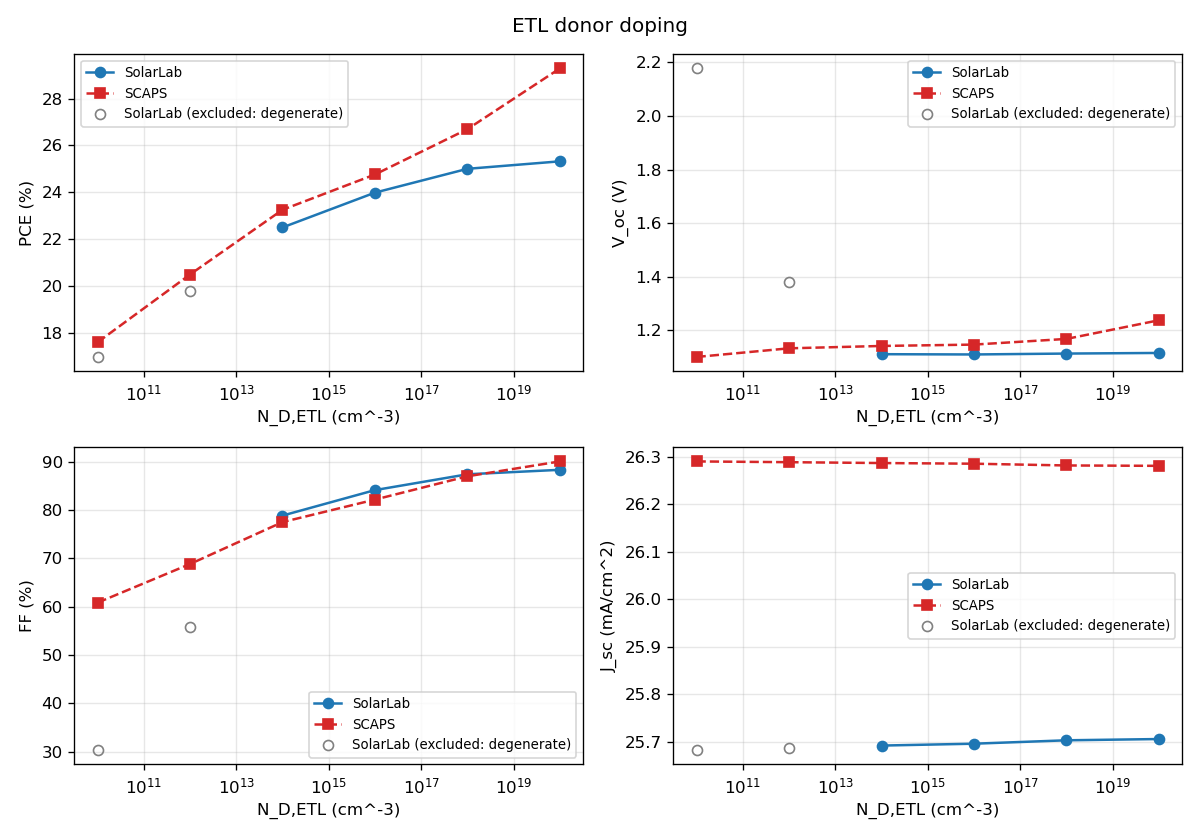 ETL donor doping
SolarLab
SCAPS
SolarLab (excluded: degenerate)
28
26
24
22
20
18
PCE (%)
10^11 10^13 10^15 10^17 10^19
N_D,ETL (cm^-3)
SolarLab
SCAPS
SolarLab (excluded: degenerate)
2.2
2.0
1.8
1.6
1.4
1.2
V_oc (V)
10^11 10^13 10^15 10^17 10^19
N_D,ETL (cm^-3)
90
80
70
60
50
40
30
FF (%)
SolarLab
SCAPS
SolarLab (excluded: degenerate)
10^11 10^13 10^15 10^17 10^19
N_D,ETL (cm^-3)
26.3
26.2
26.1
26.0
25.9
25.8
25.7
J_sc (mA/cm^2)
SolarLab
SCAPS
SolarLab (excluded: degenerate)
10^11 10^13 10^15 10^17 10^19
N_D,ETL (cm^-3)